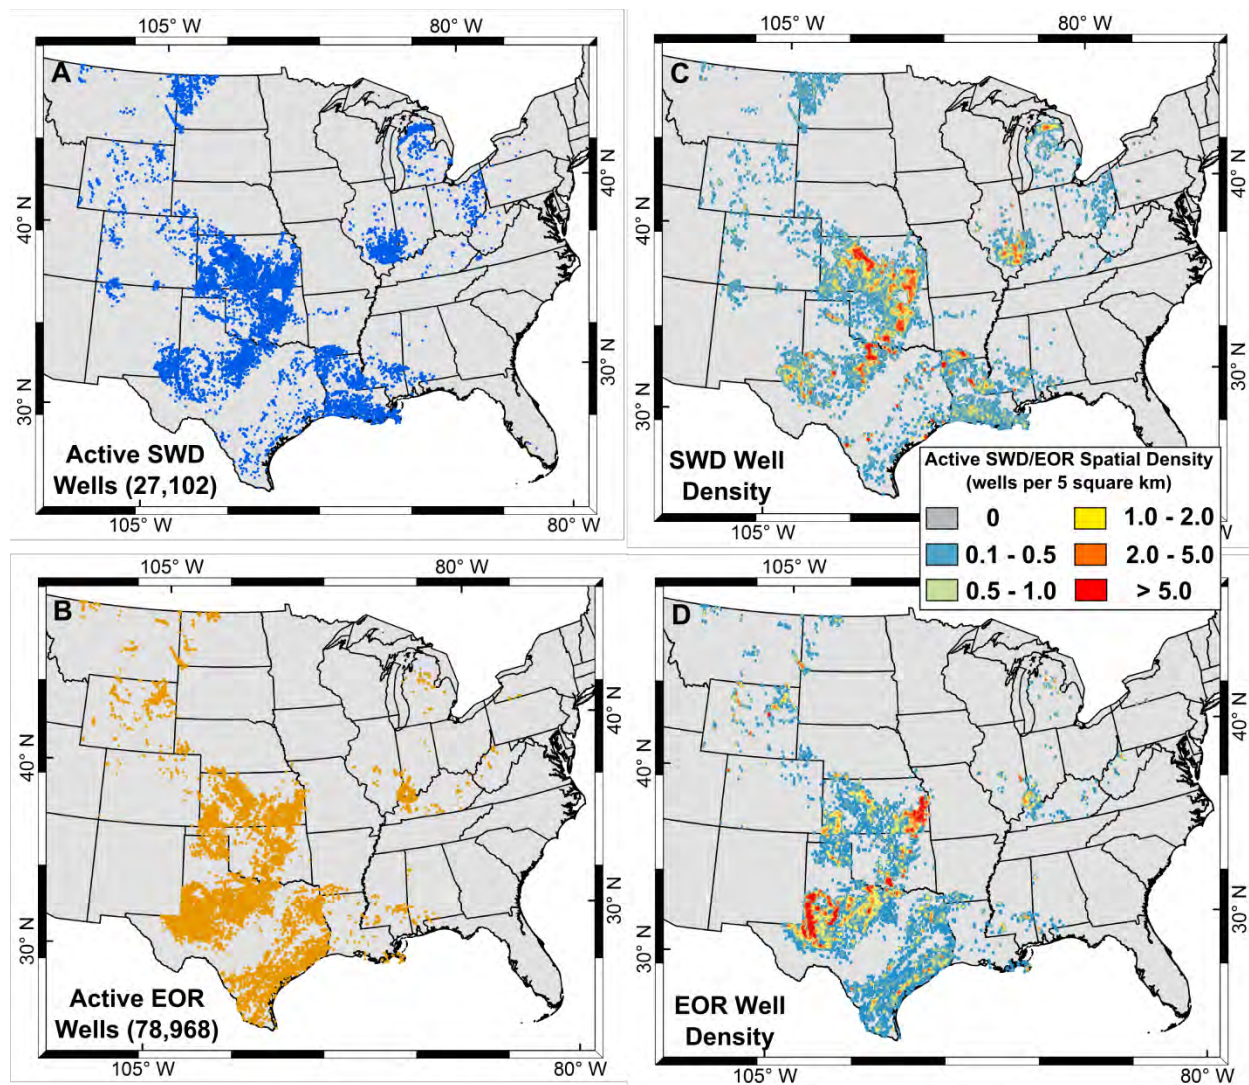 105° W
80° W
A
40° N
40° N
30° N
30° N
Active SWD
Wells (27,102)
105° W
80° W
105° W
80° W
C
40° N
40° N
30° N
30° N
SWD Well
Density
105° W
W
Active SWD/EOR Spatial Density
(wells per 5 square km)
0
1.0 - 2.0
0.1 - 0.5
2.0 - 5.0
0.5 - 1.0
> 5.0
105° W
80° W
B
40° N
40° N
30° N
30° N
Active EOR
Wells (78,968)
105° W
80° W
105° W
D
40° N
40° N
30° N
30° N
EOR Well
Density
105° W
80° W